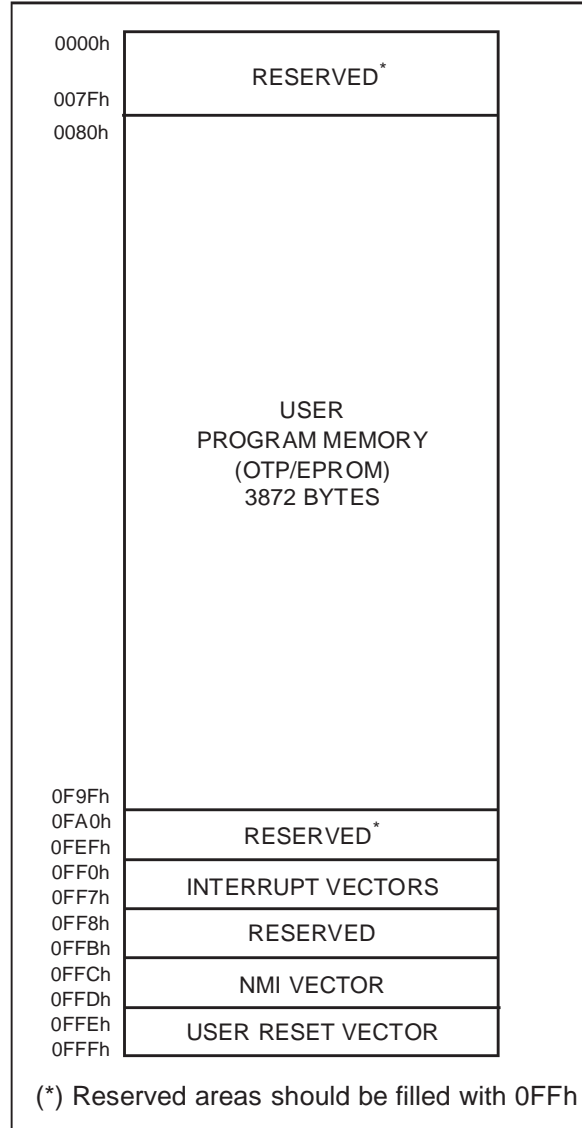 0000h
RESERVED*
007Fh
0080h
USER
PROGRAM MEMORY
(OTP/EPROM)
3872 BYTES
0F9Fh
0FA0h
RESERVED*
0FEFh
0FF0h
INTERRUPT VECTORS
0FF7h
0FF8h
RESERVED
0FFBh
0FFCh
NMI VECTOR
0FFDh
0FFEh
USER RESET VECTOR
0FFFh
(*) Reserved areas should be filled with 0FFh